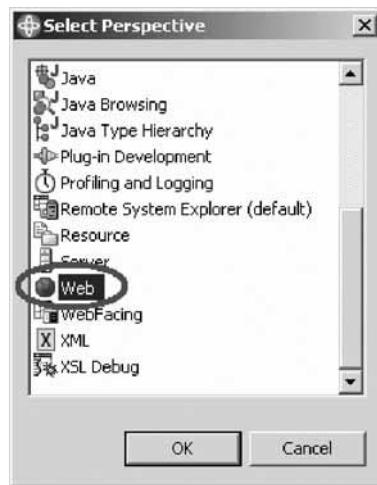 Select Perspective
Java
Java Browsing
Java Type Hierarchy
Plug-in Development
Profiling and Logging
Remote System Explorer (default)
Resource
Server
Web
WebFacing
XML
XSL Debug
OK Cancel